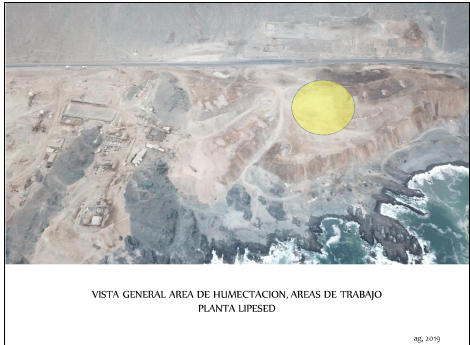 VISTA GENERAL AREA DE HUMECTACION, AREAS DE TRABAJO
PLANTA LIPESED
ag, 2019